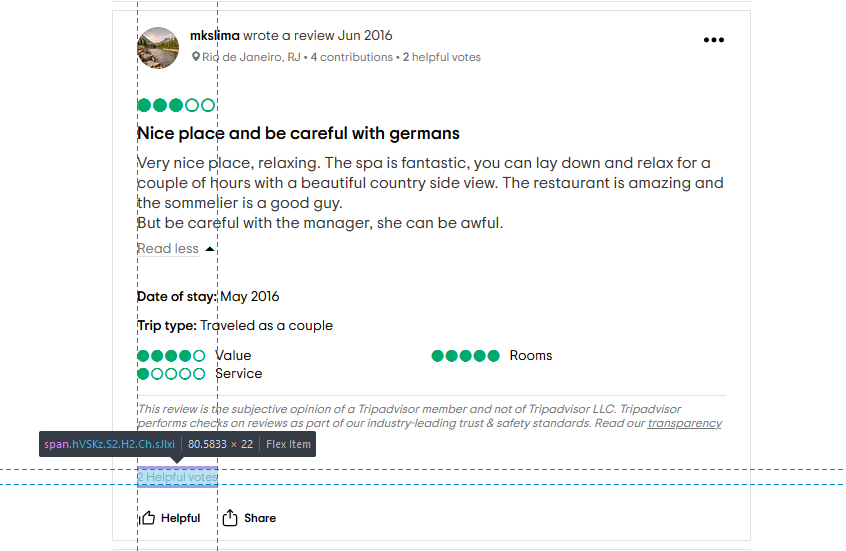 mkslima wrote a review Jun 2016
Rio de Janeiro, RJ • 4 contributions • 2 helpful votes
Nice place and be careful with germans
Very nice place, relaxing. The spa is fantastic, you can lay down and relax for a
couple of hours with a beautiful country side view. The restaurant is amazing and
the sommelier is a good guy.
But be careful with the manager, she can be awful.
Read less
Date of stay: May 2016
Trip type: Traveled as a couple
Value Rooms
Service
This review is the subjective opinion of a Tripadvisor member and not of Tripadvisor LLC. Tripadvisor
performs checks on reviews as part of our industry-leading trust & safety standards. Read our transparency
span.hVSKz.S2.H2.Ch.sJlxi 80.5833 × 22 Flex Item
2 Helpful votes
Helpful Share